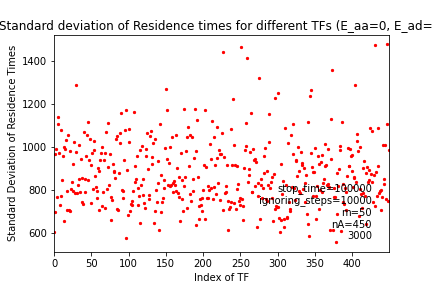 Standard deviation of Residence times for different TFs (E_aa=0, E_ad=
Standard Deviation of Residence Times
1400
1200
1000
800
600
stop_time=100000
ignoring_steps=10000
m=50
nA=450
3000
0 50 100 150 200 250 300 350 400
Index of TF